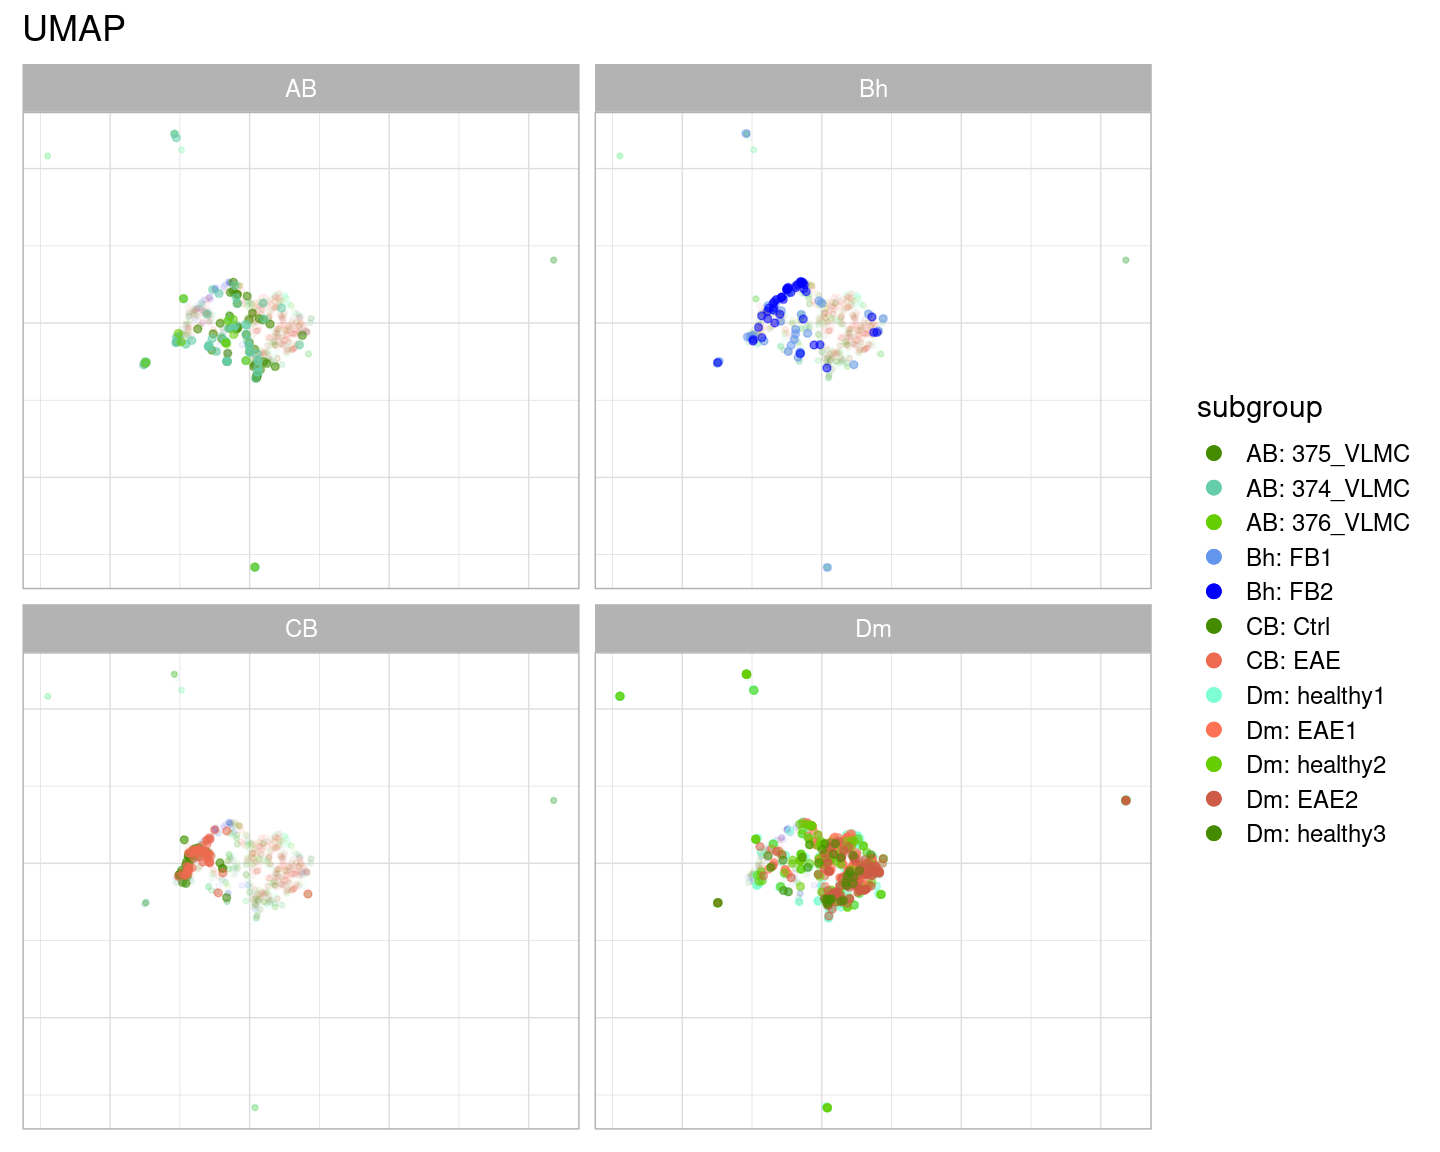 UMAP
AB
Bh
CB
Dm
subgroup
AB: 375_VLMC
AB: 374_VLMC
AB: 376_VLMC
Bh: FB1
Bh: FB2
CB: Ctrl
CB: EAE
Dm: healthy1
Dm: EAE1
Dm: healthy2
Dm: EAE2
Dm: healthy3